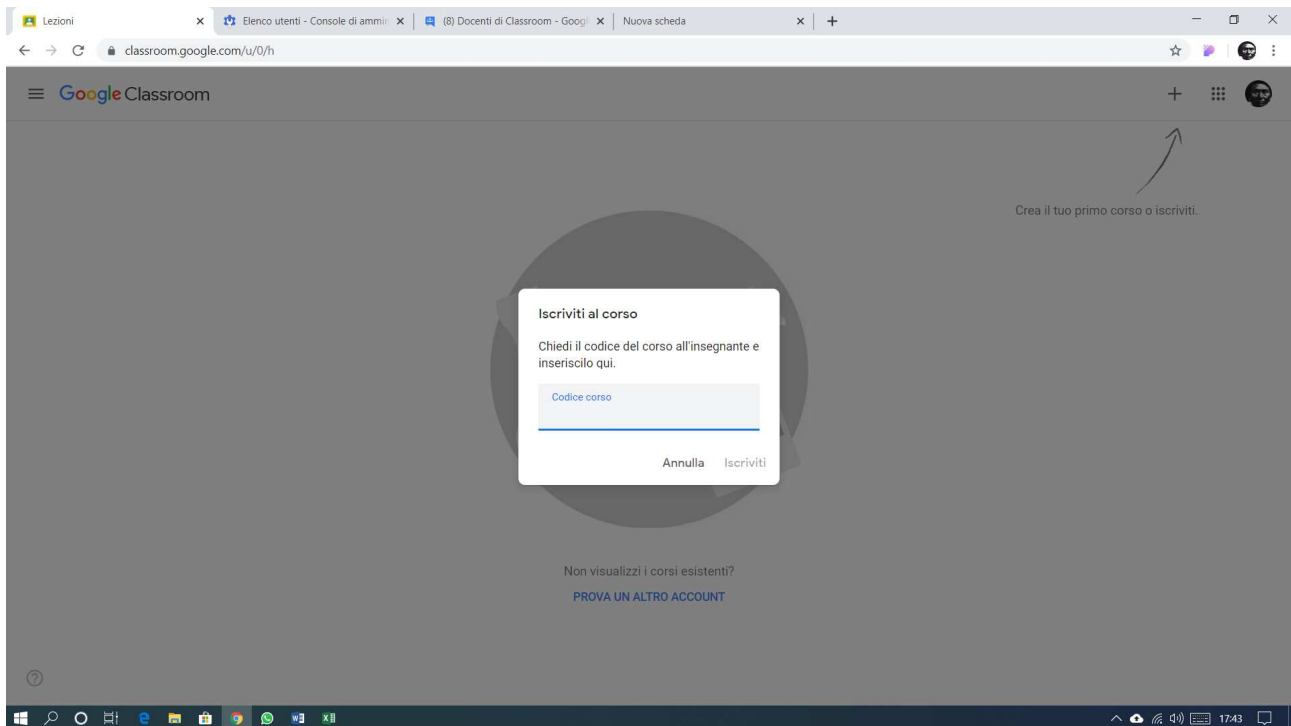 Lezioni
Elenco utenti - Console di ammin
(8) Docenti di Classroom - Googl
Nuova scheda
classroom.google.com/u/0/h
Google Classroom
Crea il tuo primo corso o iscriviti.
Iscriviti al corso
Chiedi il codice del corso all'insegnante e
inseriscilo qui.
Codice corso
Annulla Iscriviti
Non visualizzi i corsi esistenti?
PROVA UN ALTRO ACCOUNT
17:43